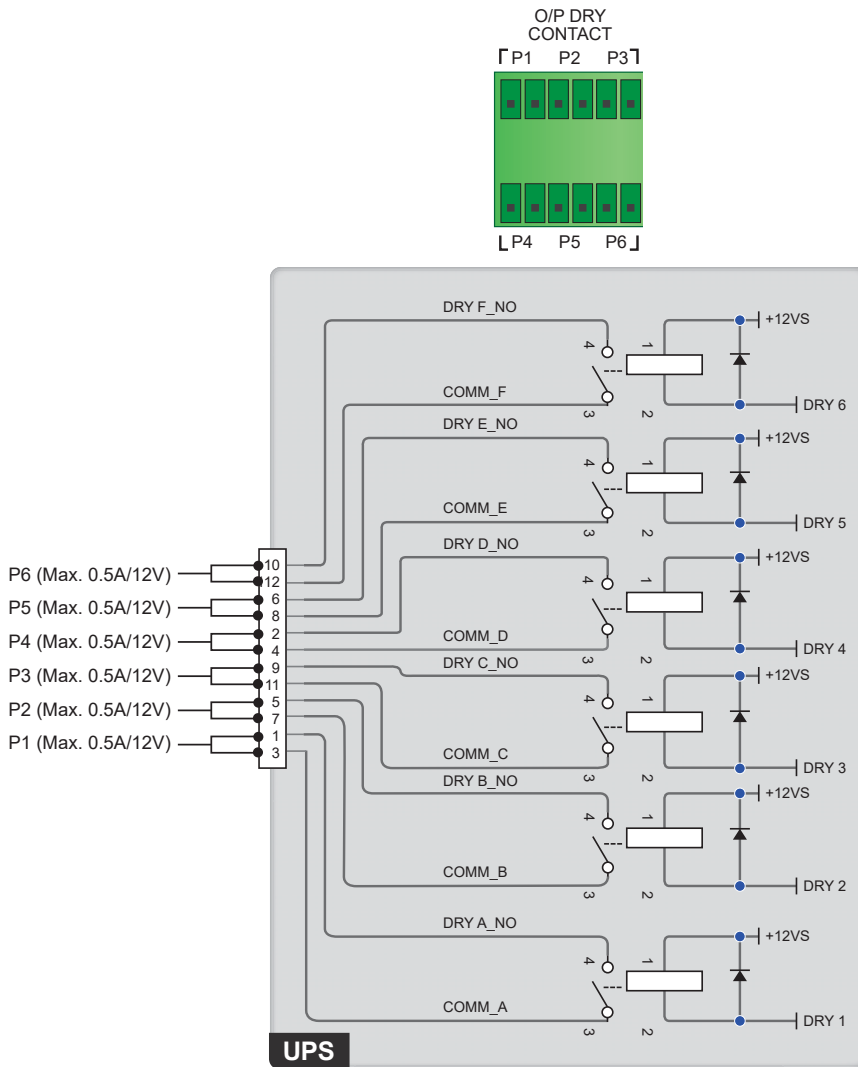 O/P DRY
CONTACT
P1 P2 P3
P4 P5 P6
DRY F_NO
+12VS
4
1
COMM_F
3
2
DRY 6
DRY E_NO
+12VS
4
1
COMM_E
3
2
DRY 5
DRY D_NO
+12VS
4
1
COMM_D
3
2
DRY 4
DRY C_NO
+12VS
4
1
COMM_C
3
2
DRY 3
DRY B_NO
+12VS
4
1
COMM_B
3
2
DRY 2
DRY A_NO
+12VS
4
1
COMM_A
3
2
DRY 1
P6 (Max. 0.5A/12V)
10
12
P5 (Max. 0.5A/12V)
6
8
P4 (Max. 0.5A/12V)
2
4
P3 (Max. 0.5A/12V)
9
11
P2 (Max. 0.5A/12V)
5
7
P1 (Max. 0.5A/12V)
1
3
UPS